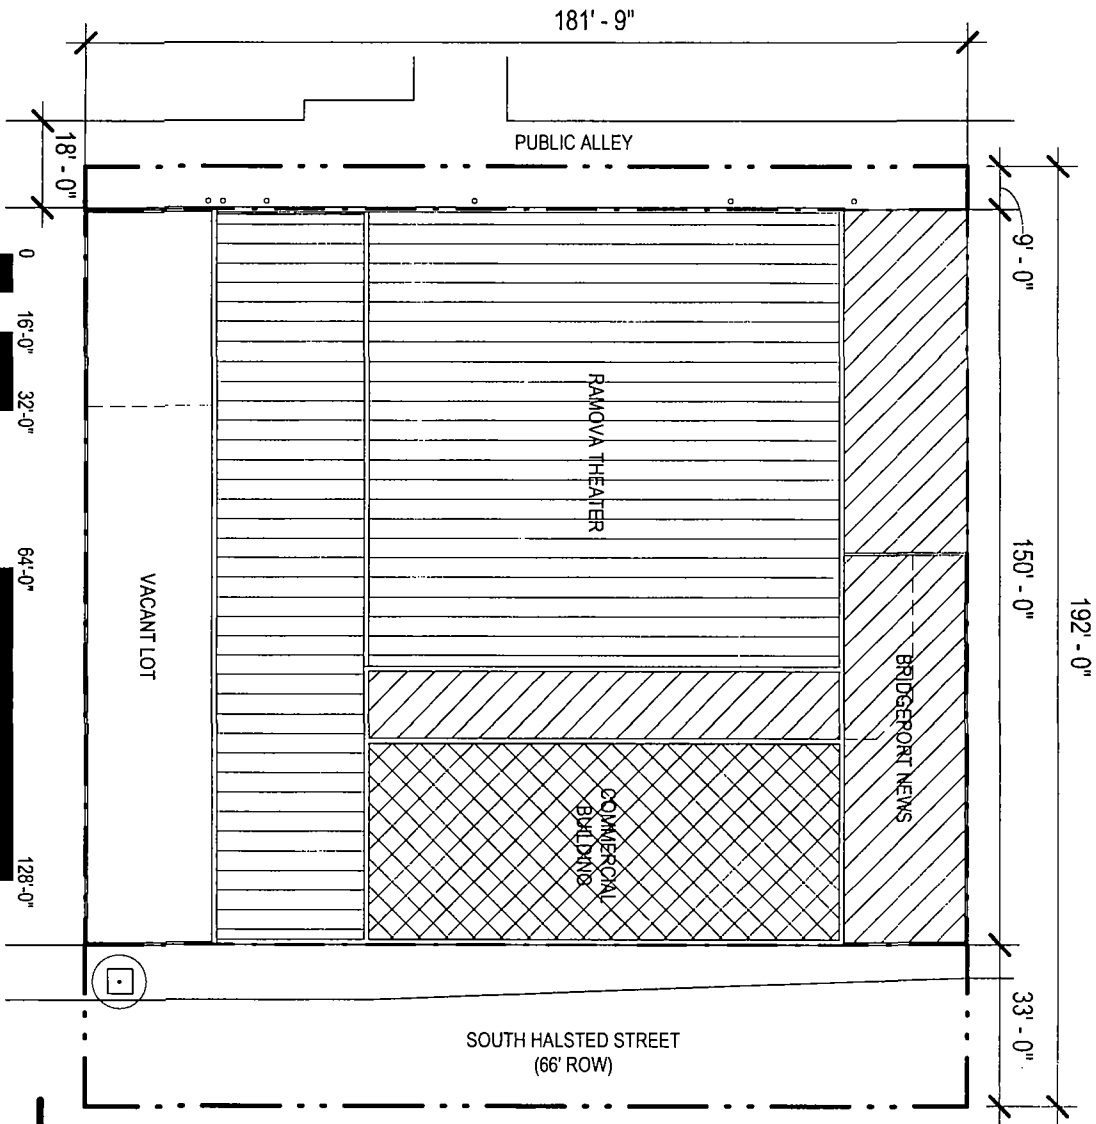 181' - 9"
PUBLIC ALLEY
18' - 0"
9' - 0"
150' - 0"
192' - 0"
0
16'-0"
32'-0"
64'-0"
128'-0"
RAMOVA THEATER
VACANT LOT
BRIDGEPORT NEWS
COMMERCIAL
BUILDING
33' - 0"
SOUTH HALSTED STREET
(66' ROW)